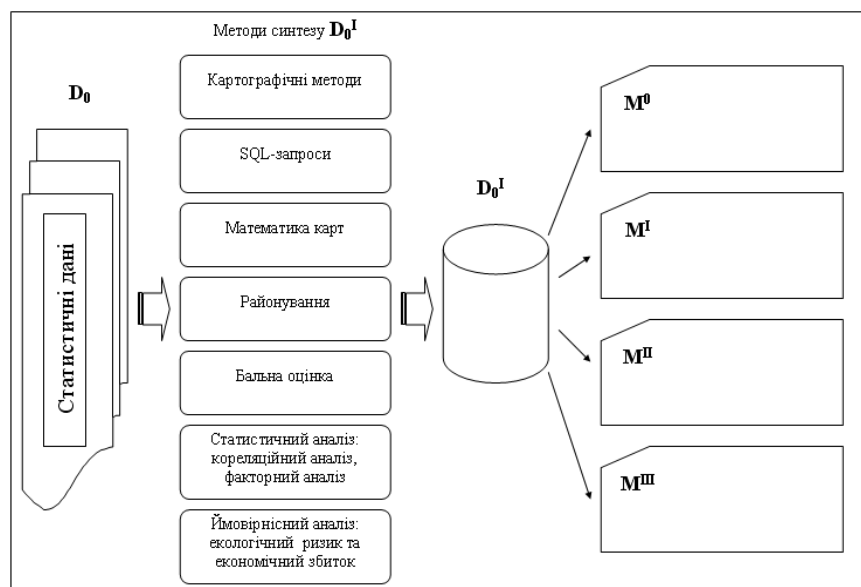 Методи синтезу D₀ᴵ
D₀
Статистичні дані
Картографічні методи
SQL-запроси
Математика карт
Районування
Бальна оцінка
Статистичний аналіз:
кореляційний аналіз,
факторний аналіз
Ймовірнісний аналіз:
екологічний ризик та
економічний збиток
D₀ᴵ
M⁰
Mᴵ
Mᴵᴵ
Mᴵᴵᴵ